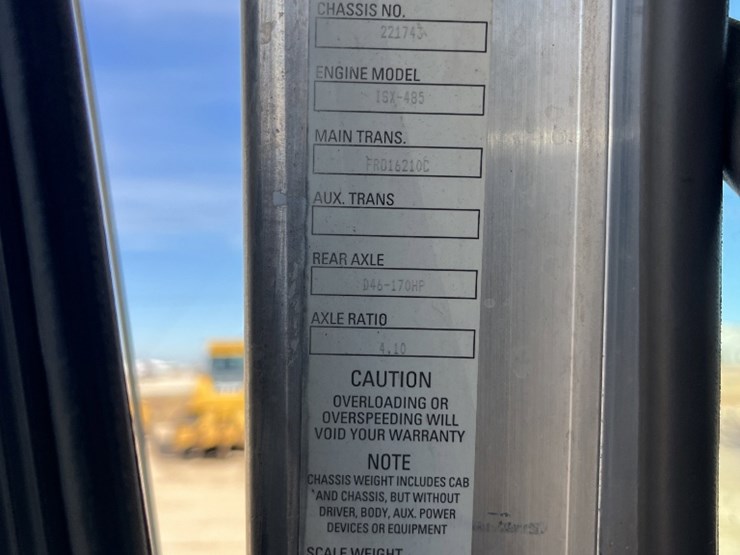 CHASSIS NO.
ENGINE MODEL
ISX-485
MAIN TRANS.
FRO16210C
AUX. TRANS
REAR AXLE
D46-170HP
AXLE RATIO
4.10
CAUTION
OVERLOADING OR
OVERSPEEDING WILL
VOID YOUR WARRANTY
NOTE
CHASSIS WEIGHT INCLUDES CAB
AND CHASSIS, BUT WITHOUT
DRIVER, BODY, AUX. POWER
DEVICES OR EQUIPMENT
SCALE WEIGHT